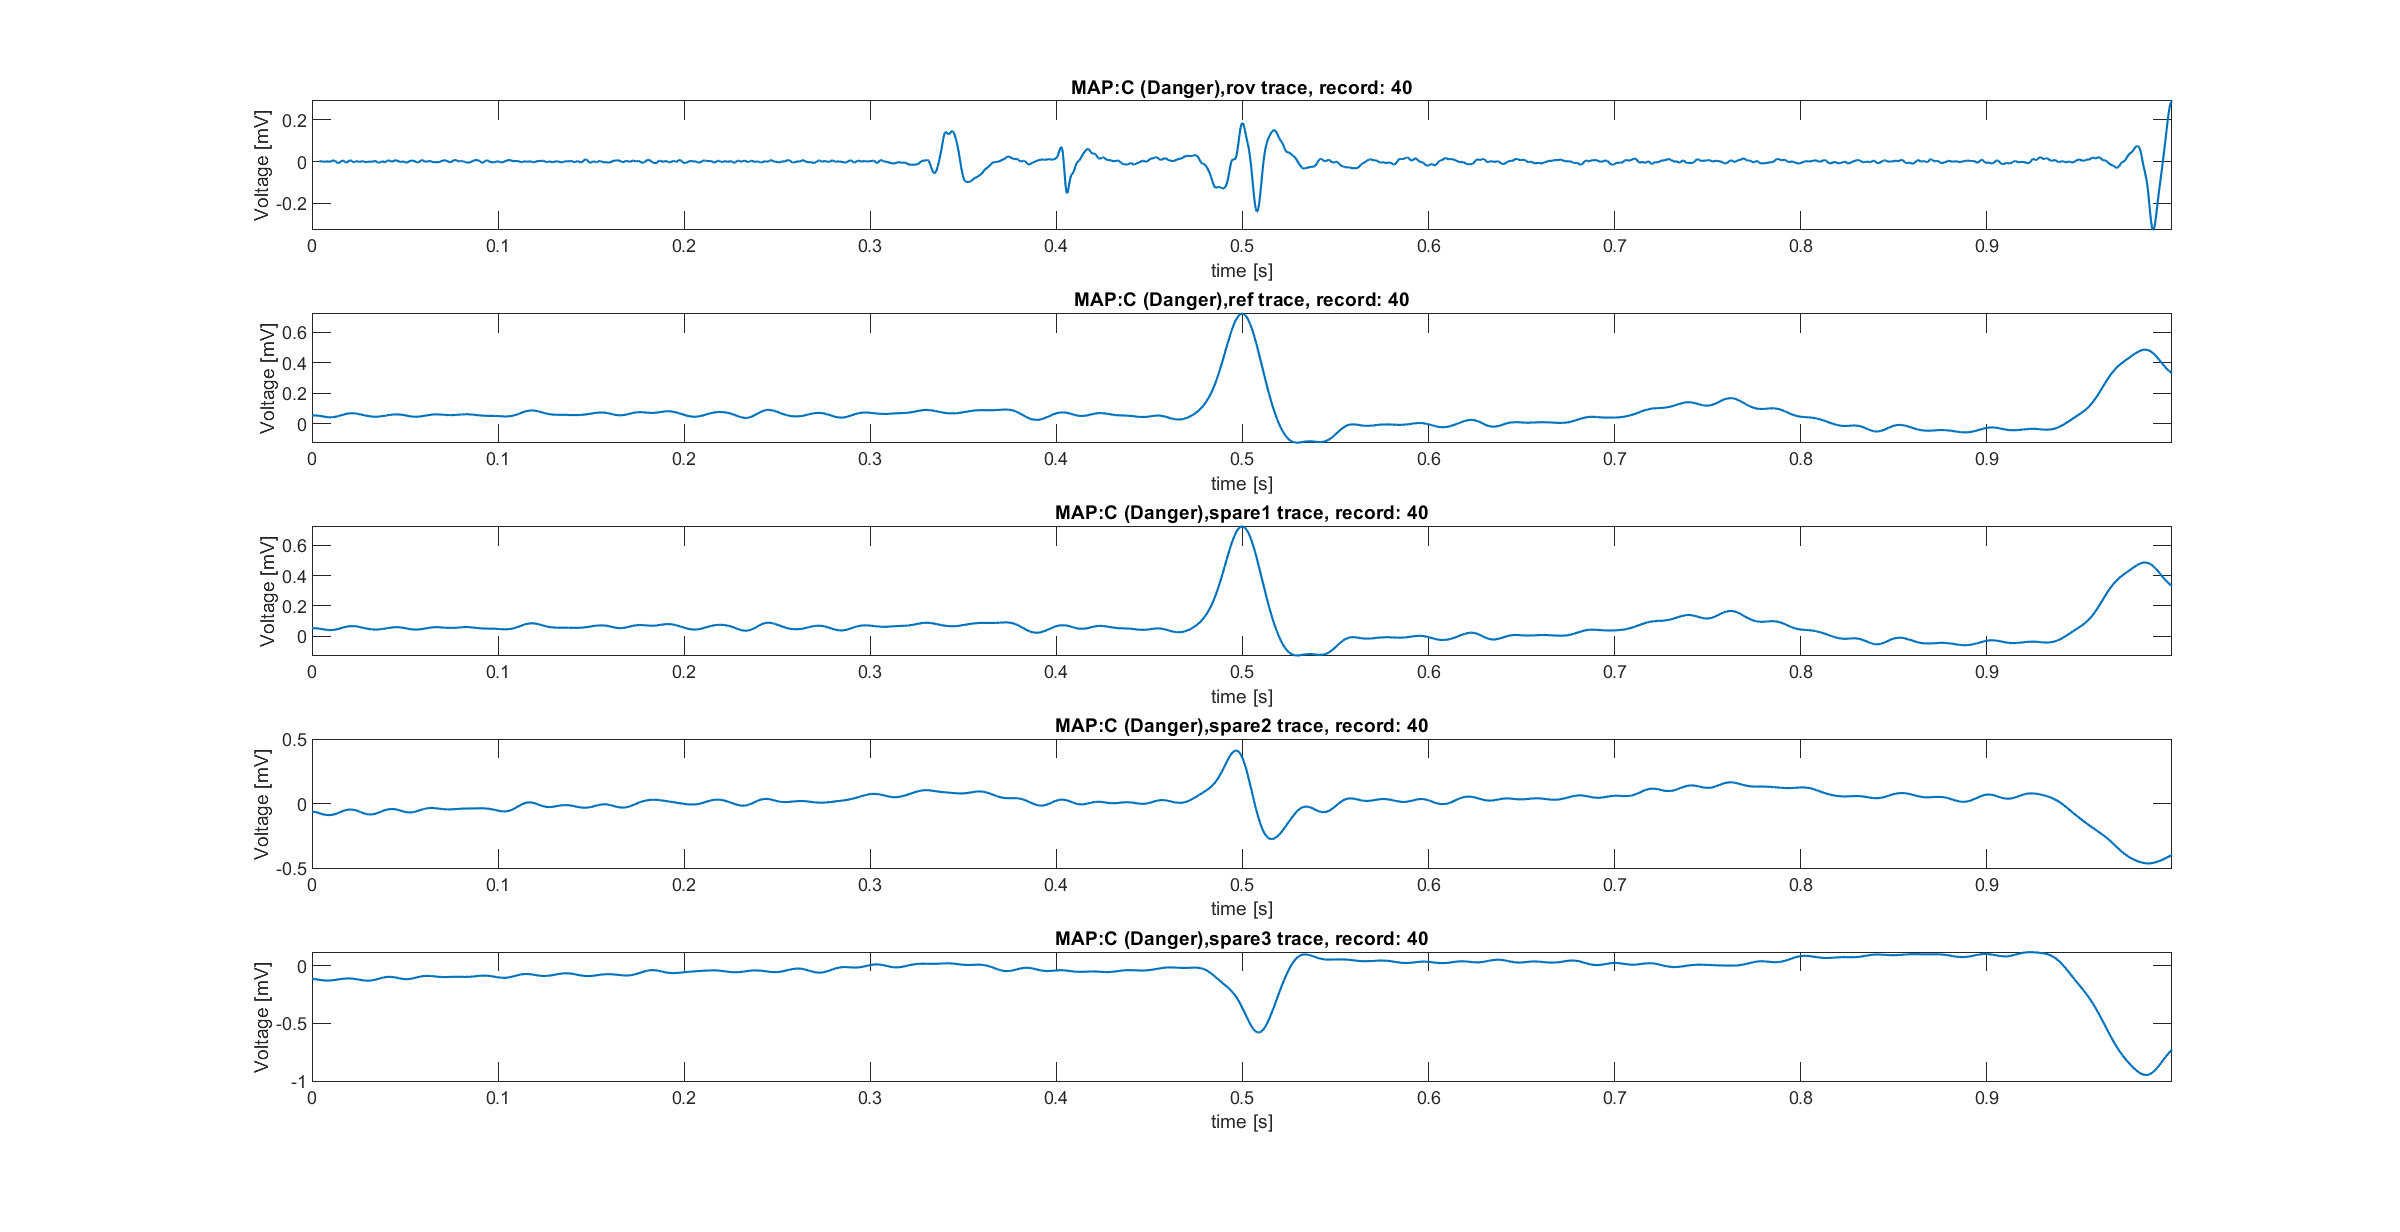 MAP:C (Danger),rov trace, record: 40
Voltage [mV]
0.2
0
-0.2
0 0.1 0.2 0.3 0.4 0.5 0.6 0.7 0.8 0.9
time [s]
MAP:C (Danger),ref trace, record: 40
Voltage [mV]
0.6
0.4
0.2
0
0 0.1 0.2 0.3 0.4 0.5 0.6 0.7 0.8 0.9
time [s]
MAP:C (Danger),spare1 trace, record: 40
Voltage [mV]
0.6
0.4
0.2
0
0 0.1 0.2 0.3 0.4 0.5 0.6 0.7 0.8 0.9
time [s]
MAP:C (Danger),spare2 trace, record: 40
Voltage [mV]
0.5
0
-0.5
0 0.1 0.2 0.3 0.4 0.5 0.6 0.7 0.8 0.9
time [s]
MAP:C (Danger),spare3 trace, record: 40
Voltage [mV]
0
-0.5
-1
0 0.1 0.2 0.3 0.4 0.5 0.6 0.7 0.8 0.9
time [s]